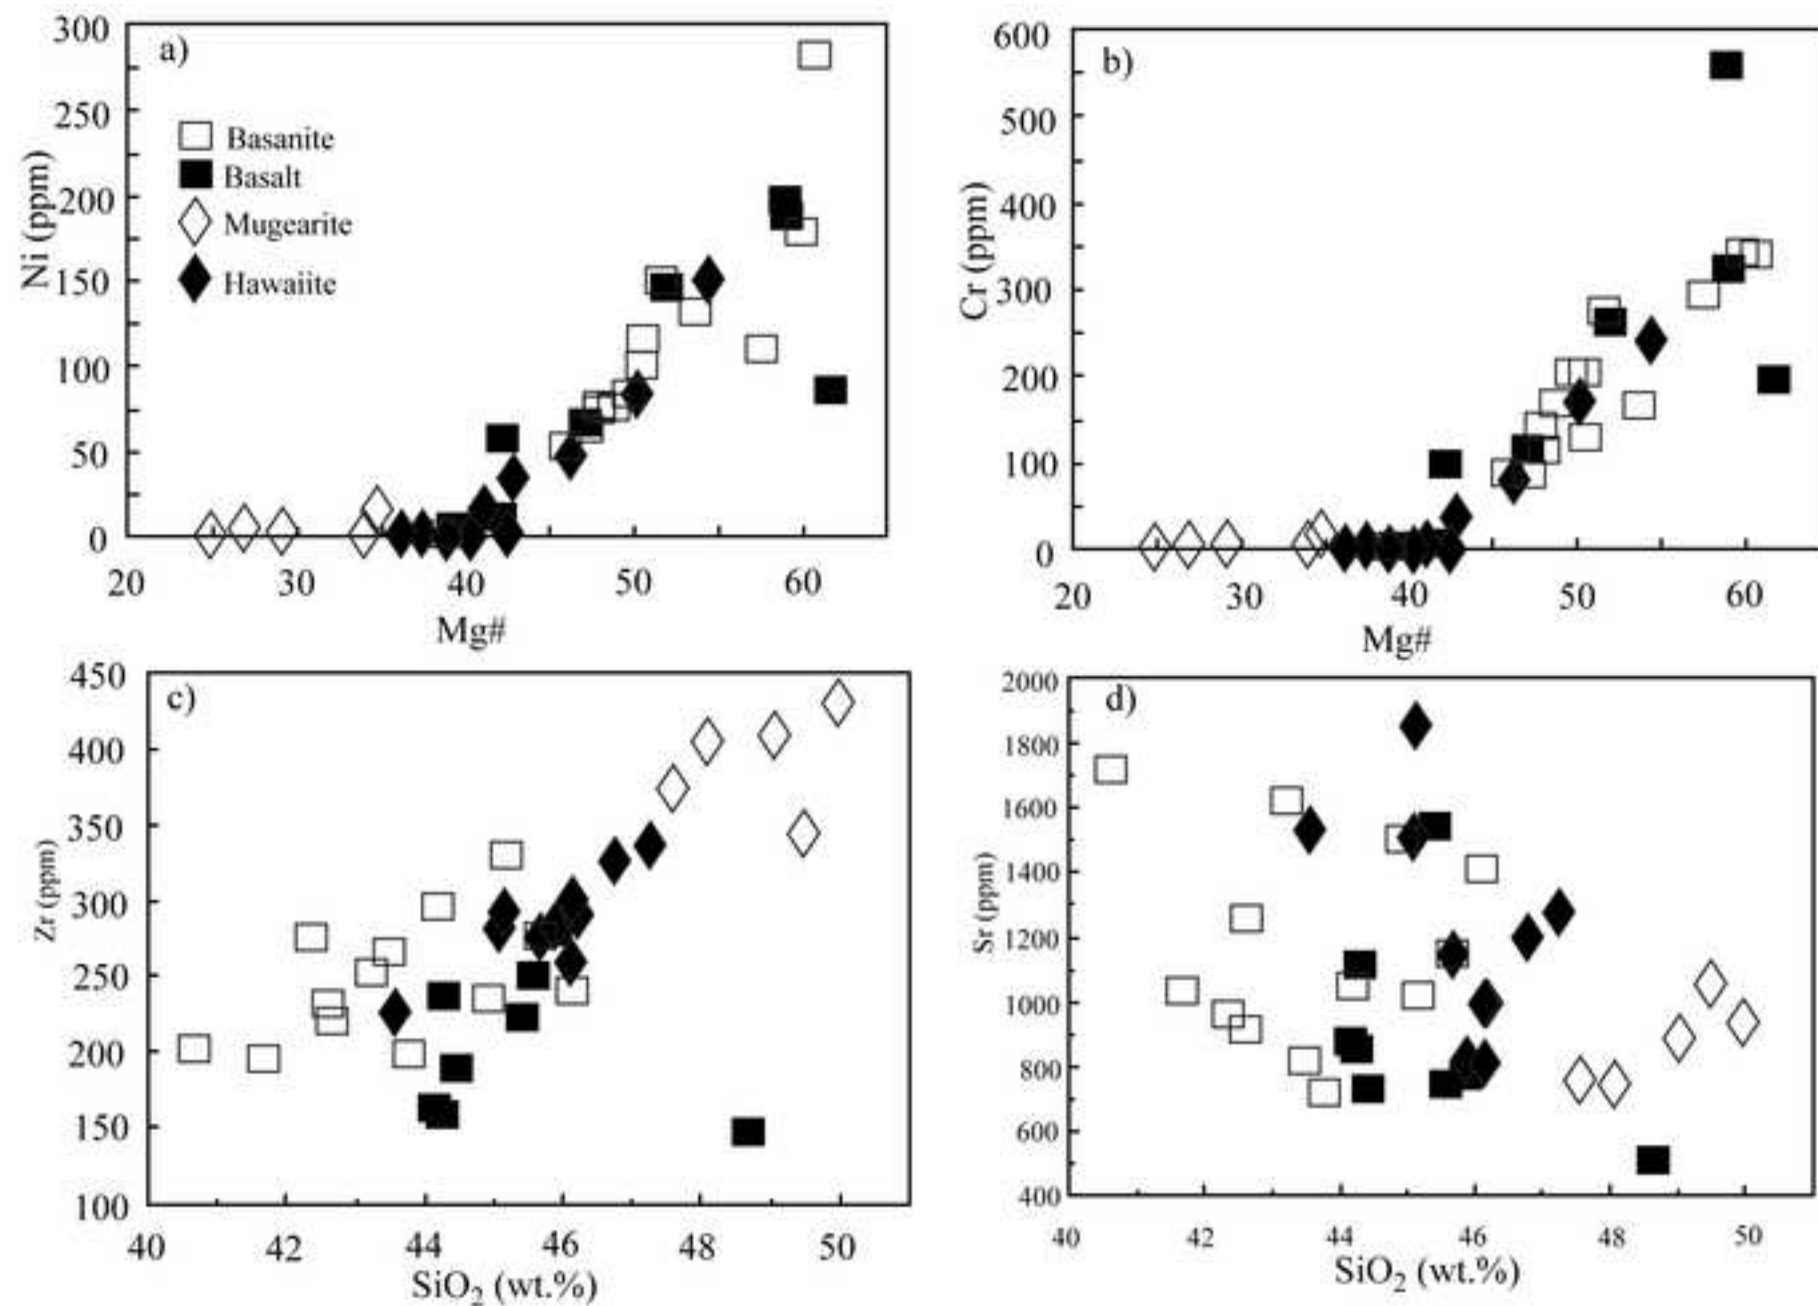 a)
300
250
200
150
100
50
0
Ni (ppm)
Basanite
Basalt
Mugearite
Hawaiite
20 30 40 50 60
Mg#
b)
600
500
400
300
200
100
0
Cr (ppm)
20 30 40 50 60
Mg#
c)
450
400
350
300
250
200
150
100
Zr (ppm)
40 42 44 46 48 50
SiO2 (wt.%)
d)
2000
1800
1600
1400
1200
1000
800
600
400
Sr (ppm)
40 42 44 46 48 50
SiO2 (wt.%)